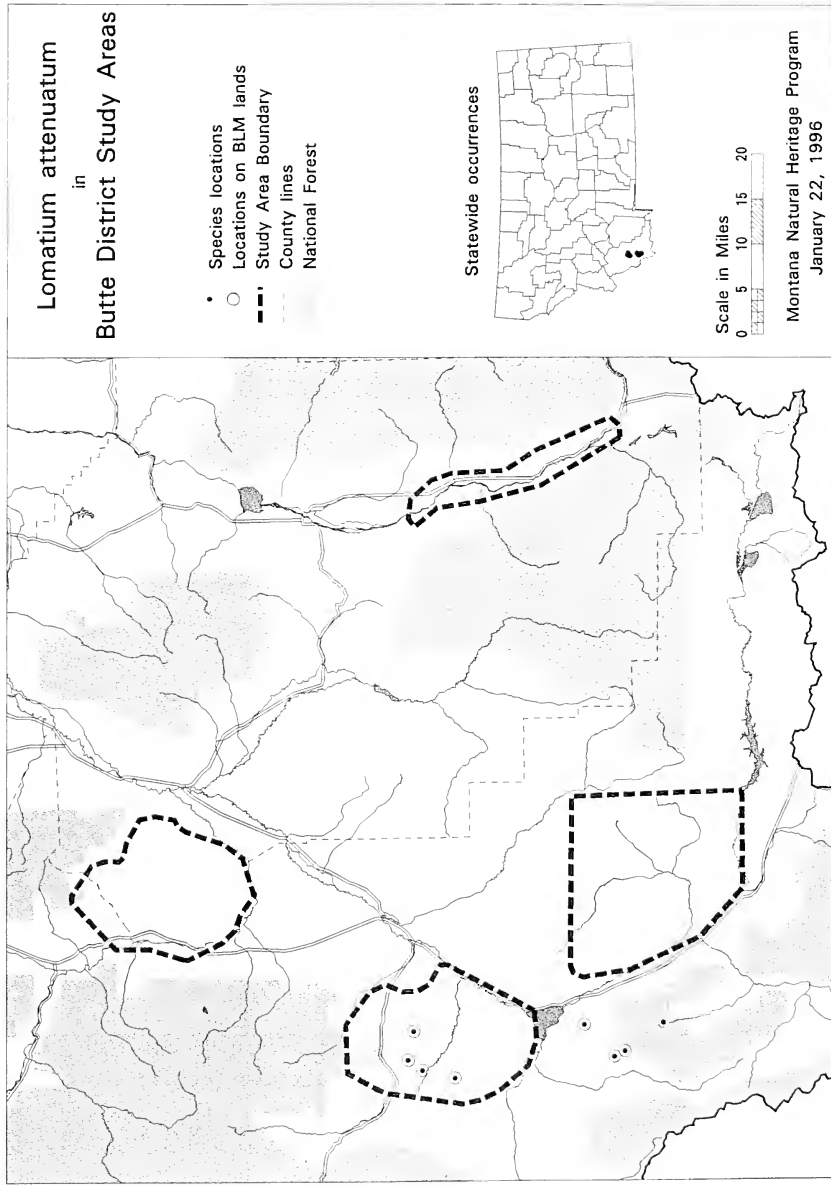 Lomatium attenuatum
in
Butte District Study Areas
Species locations
Locations on BLM lands
Study Area Boundary
County lines
National Forest
Statewide occurrences
Scale in Miles
0 5 10 15 20
Montana Natural Heritage Program
January 22, 1996